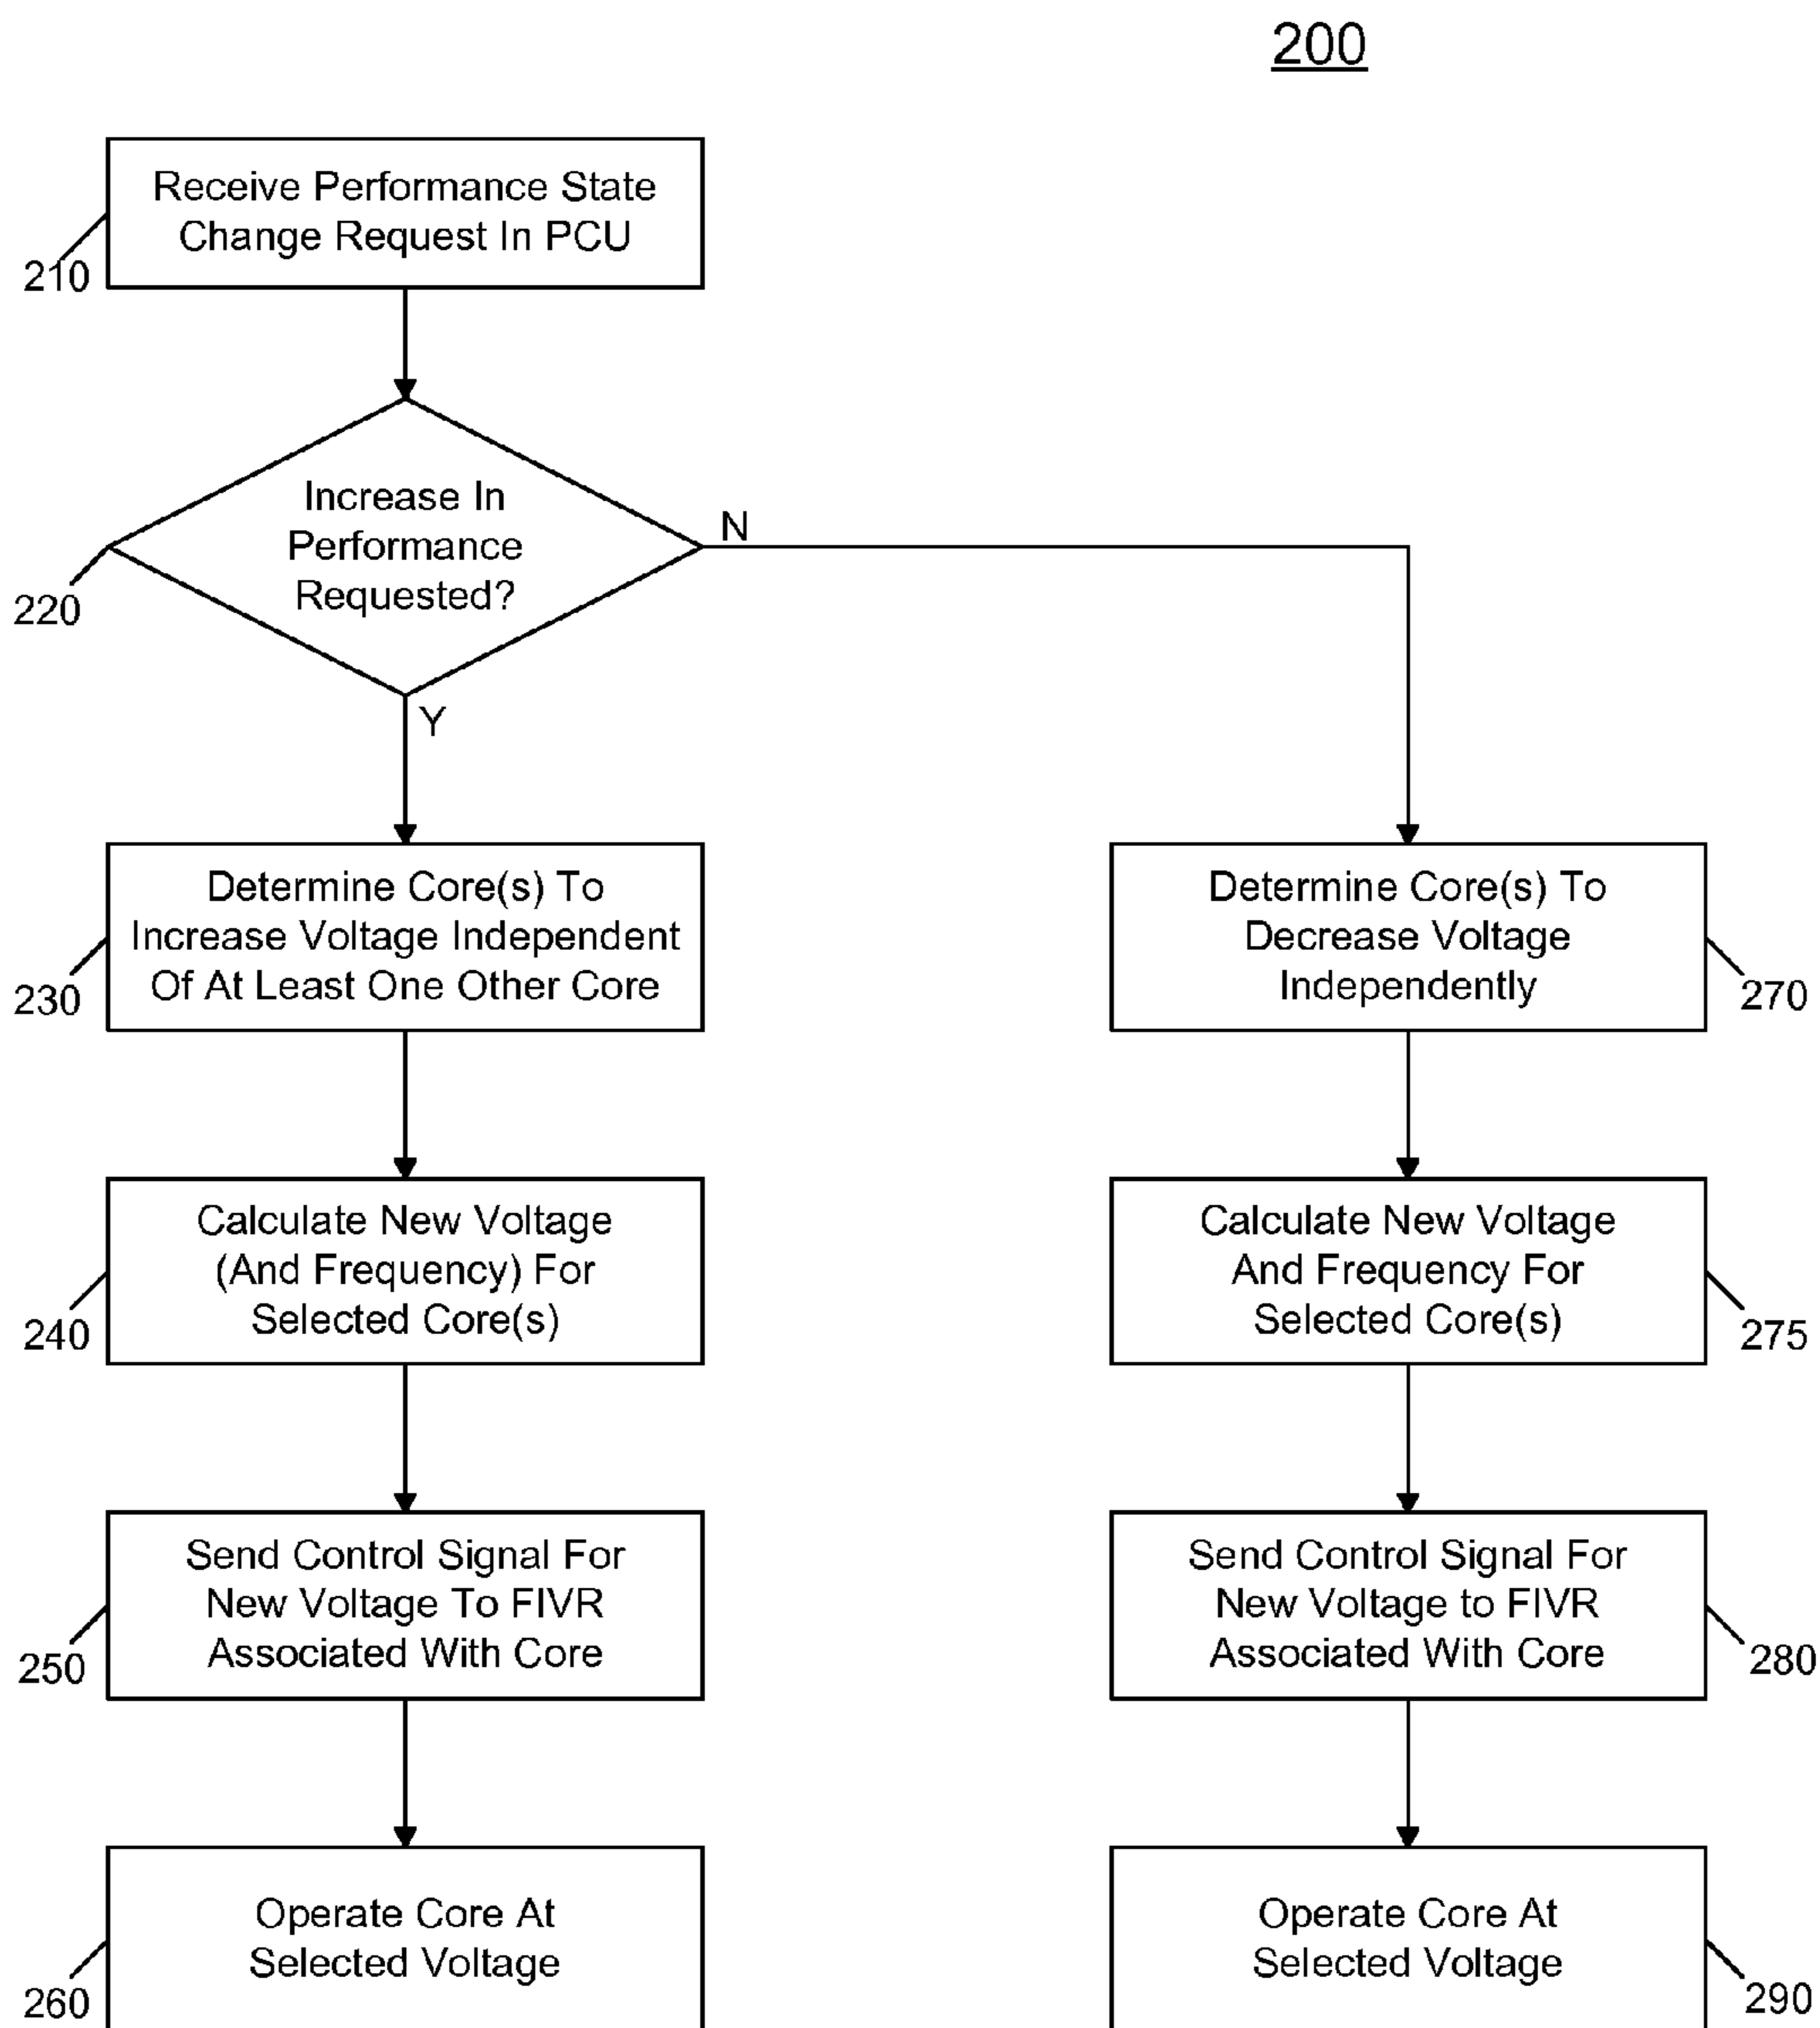 200
Receive Performance State
Change Request In PCU
210
Increase In
Performance
Requested?
220
N
Y
Determine Core(s) To
Increase Voltage Independent
Of At Least One Other Core
230
Determine Core(s) To
Decrease Voltage
Independently
270
Calculate New Voltage
(And Frequency) For
Selected Core(s)
240
Calculate New Voltage
And Frequency For
Selected Core(s)
275
Send Control Signal For
New Voltage To FIVR
Associated With Core
250
Send Control Signal For
New Voltage to FIVR
Associated With Core
280
Operate Core At
Selected Voltage
260
Operate Core At
Selected Voltage
290